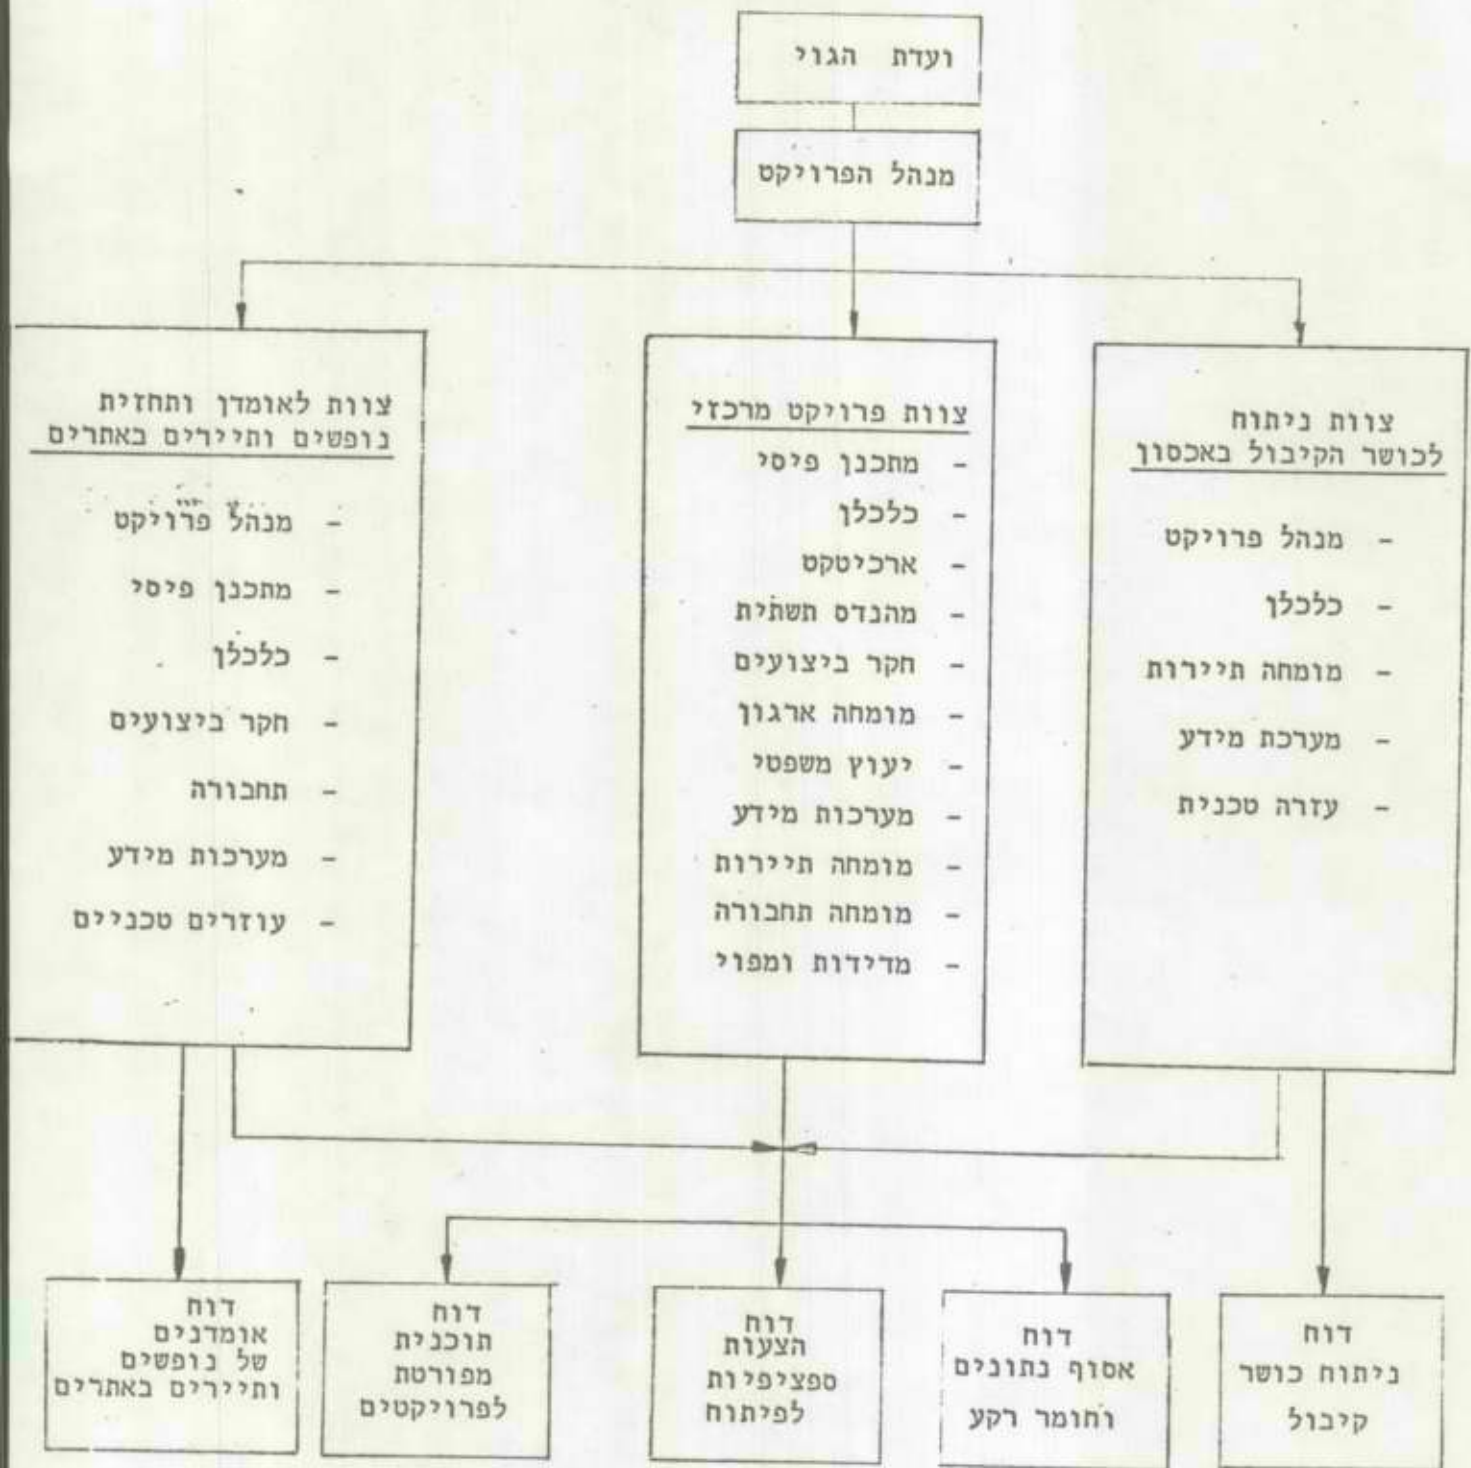 ועדת הגוי
מנהל הפרויקט
צוות ניתוח
לכושר הקיבול באכסון
- מנהל פרויקט
- כלכלן
- מומחה תיירות
- מערכת מידע
- עזרה טכנית
צוות פרויקט מרכזי
- מתכנן פיסי
- כלכלן
- ארכיטקט
- מהנדס תשתית
- חקר ביצועים
- מומחה ארגון
- יעוץ משפטי
- מערכות מידע
- מומחה תיירות
- מומחה תחבורה
- מדידות ומפוי
צוות לאומדן ותחזית
נופשים ותיירים באתרים
- מנהל פרויקט
- מתכנן פיסי
- כלכלן
- חקר ביצועים
- תחבורה
- מערכות מידע
- עוזרים טכניים
דוח
ניתוח כושר
קיבול
דוח
אסוף נתונים
וחומר רקע
דוח
הצעות
ספציפיות
לפיתוח
דוח
תוכנית
מפורטת
לפרויקטים
דוח
אומדנים
של נופשים
ותיירים באתרים